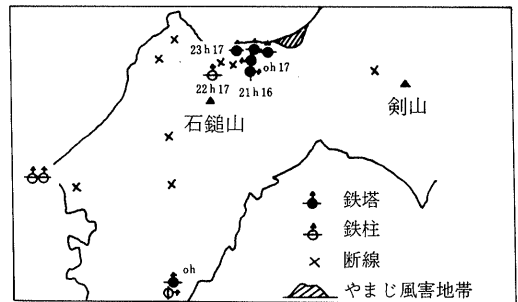 23h17
oh17
22h17
21h16
石鎚山
剣山
鉄塔
鉄柱
断線
oh
やまじ風害地帯